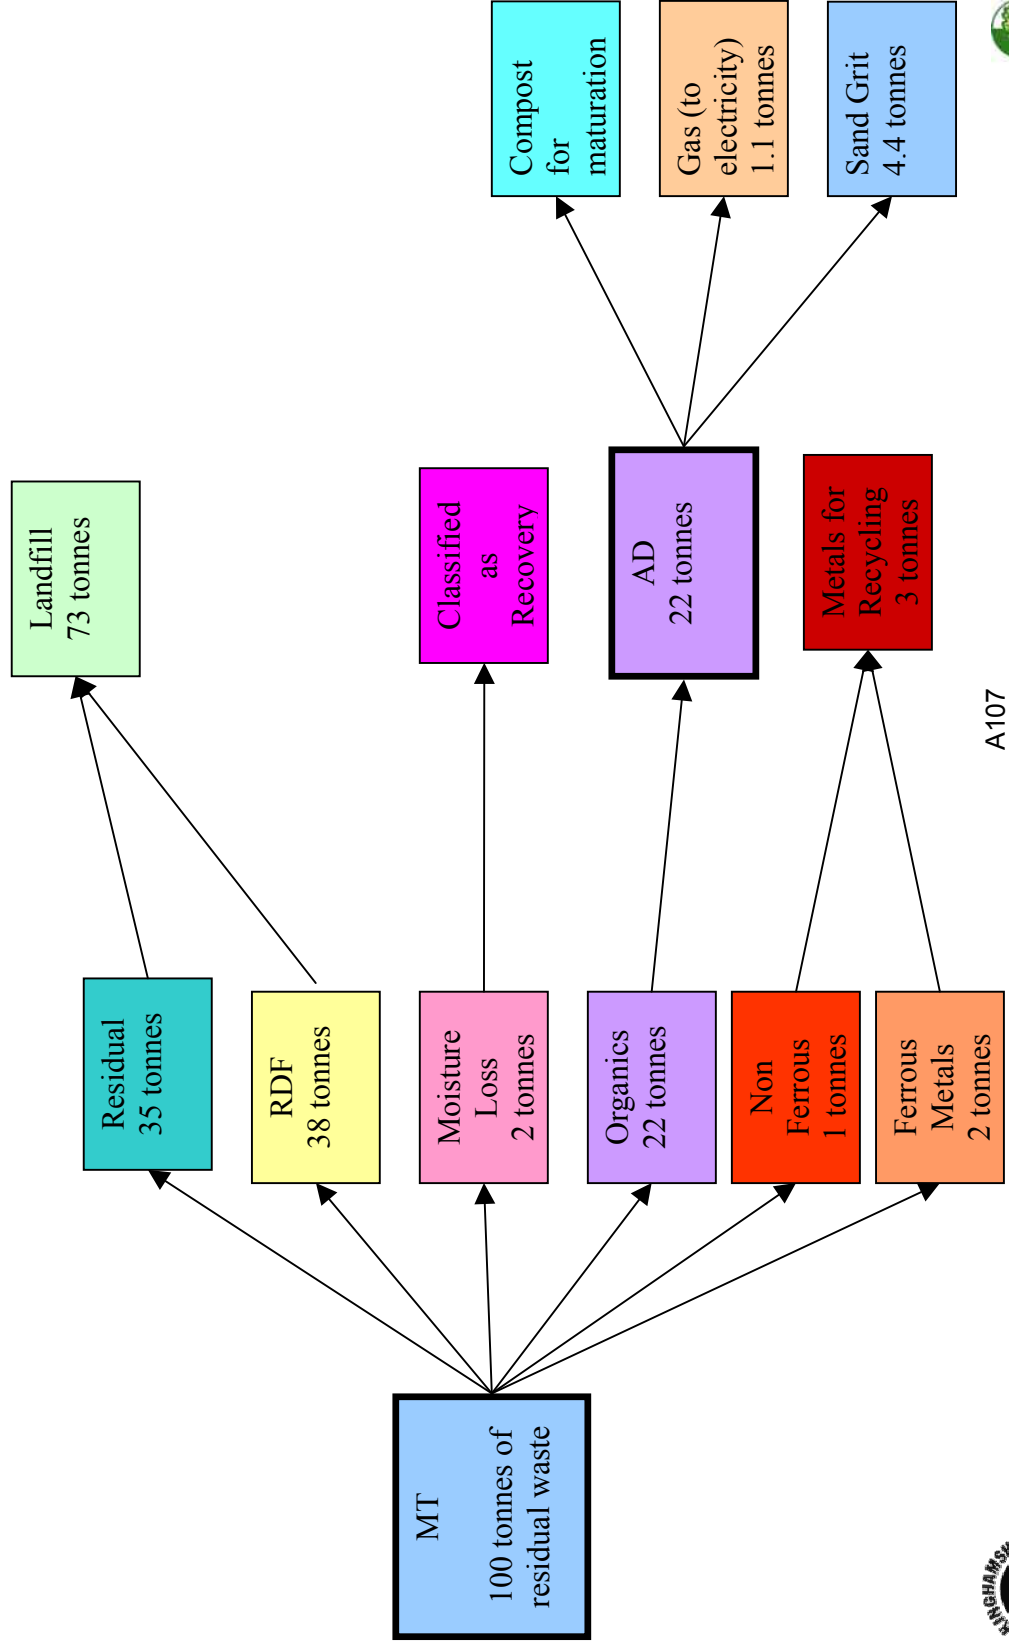 MT
100 tonnes of
residual waste
Residual
35 tonnes
RDF
38 tonnes
Moisture
Loss
2 tonnes
Organics
22 tonnes
Non
Ferrous
1 tonnes
Ferrous
Metals
2 tonnes
Landfill
73 tonnes
Classified
as
Recovery
AD
22 tonnes
Metals for
Recycling
3 tonnes
Compost
for
maturation
Gas (to
electricity)
1.1 tonnes
Sand Grit
4.4 tonnes
A107